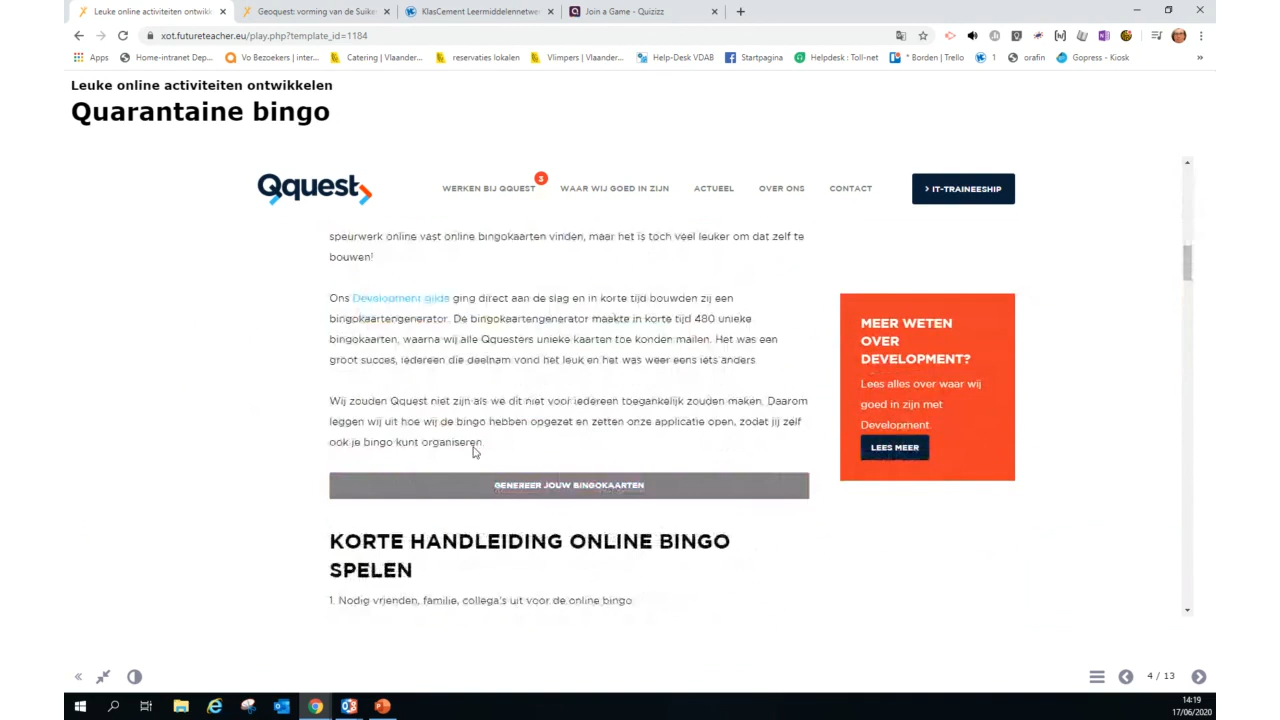 Leuke online activiteiten ontwikk
Geoquest: vorming van de Suike
KlasCement Leermiddelennetwe
Join a Game - Quizizz
xot.futureteacher.eu/play.php?template_id=1184
Apps
Home-intranet Dep...
Vo Bezoekers | inter...
Catering | Vlaander...
reservaties lokalen
Vlimpers | Vlaander...
Help-Desk VDAB
Startpagina
Helpdesk : Toll-net
* Borden | Trello
1
orafin
Gopress - Kiosk
»
Leuke online activiteiten ontwikkelen
Quarantaine bingo
Qquest
WERKEN BIJ QQUEST
3
WAAR WIJ GOED IN ZIJN
ACTUEEL
OVER ONS
CONTACT
> IT-TRAINEESHIP
speurwerk online vast online bingokaarten vinden, maar het is toch veel leuker om dat zelf te
bouwen!
Ons Development gilde ging direct aan de slag en in korte tijd bouwden zij een
bingokaartengenerator. De bingokaartengenerator maakte in korte tijd 480 unieke
bingokaarten, waarna wij alle Qquesters unieke kaarten toe konden mailen. Het was een
groot succes, iedereen die deelnam vond het leuk en het was weer eens iets anders.
Wij zouden Qquest niet zijn als we dit niet voor iedereen toegankelijk zouden maken. Daarom
leggen wij uit hoe wij de bingo hebben opgezet en zetten onze applicatie open, zodat jij zelf
ook je bingo kunt organiseren.
GENEREER JOUW BINGOKAARTEN
KORTE HANDLEIDING ONLINE BINGO
SPELEN
1. Nodig vrienden, familie, collega's uit voor de online bingo
MEER WETEN
OVER
DEVELOPMENT?
Lees alles over waar wij
goed in zijn met
Development.
LEES MEER
4 / 13
14:19
17/06/2020